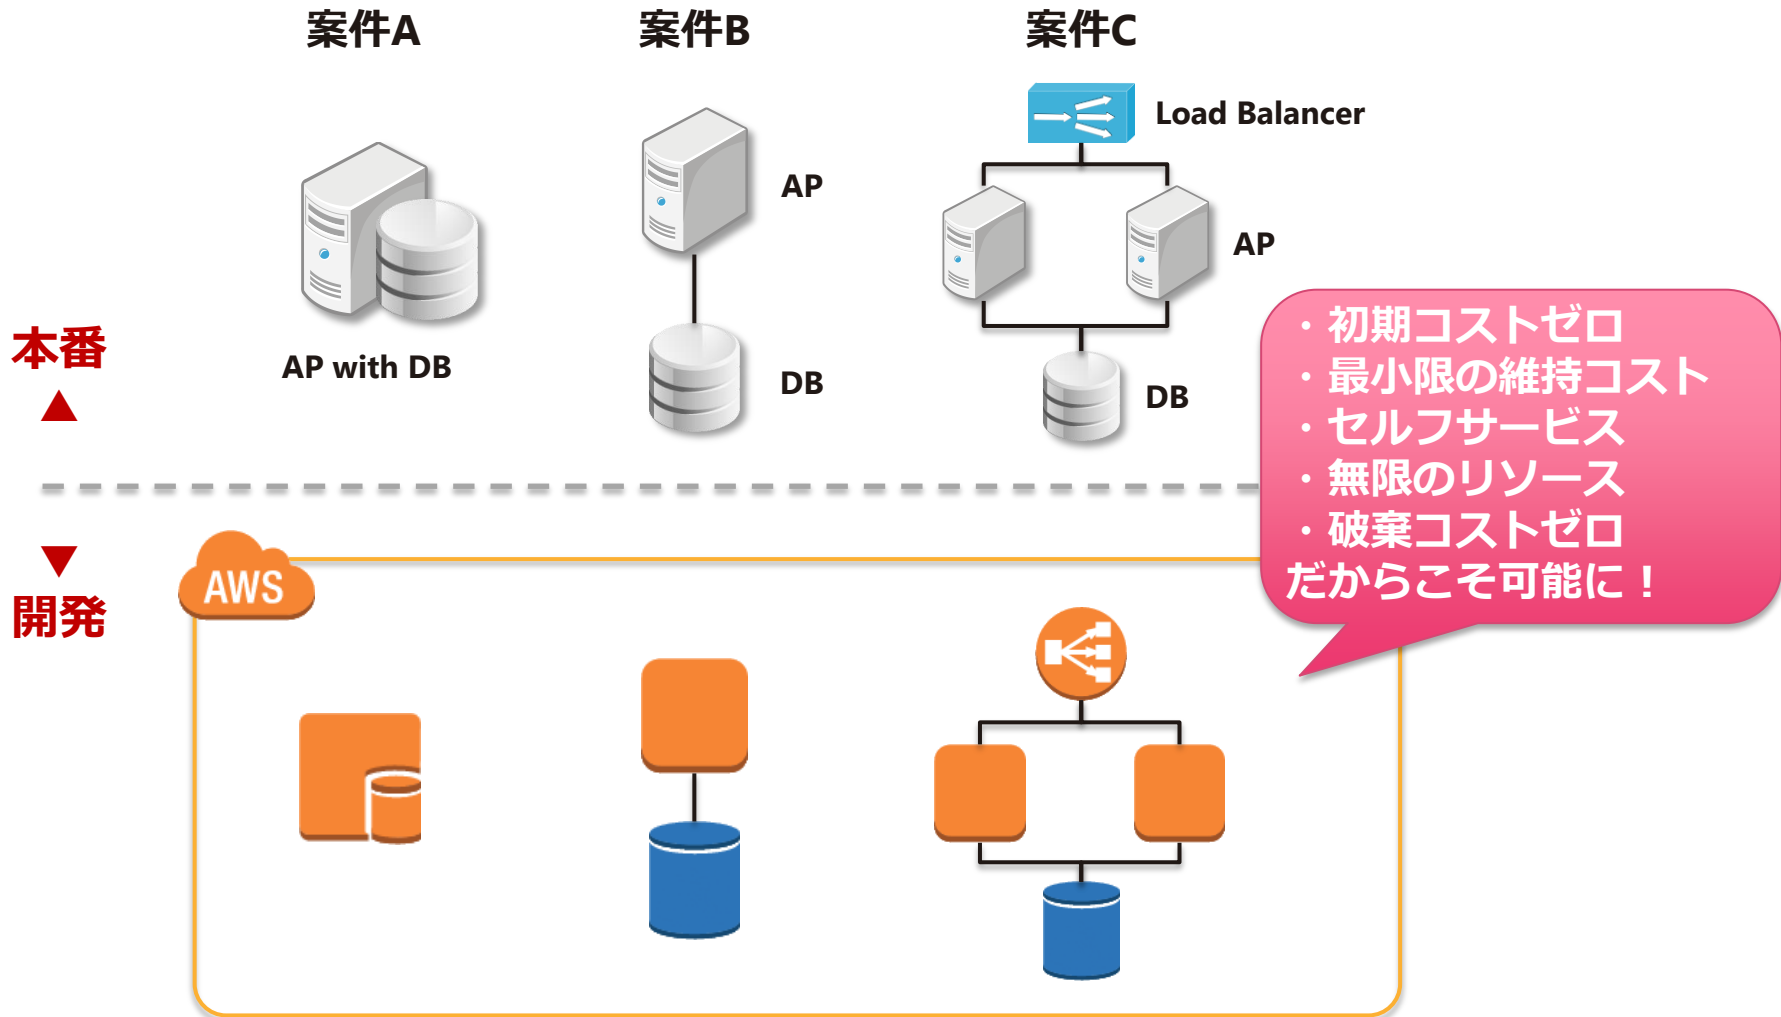 案件A
案件B
案件C
Load Balancer
AP
AP
AP with DB
DB
DB
本番
▲
▼
開発
・初期コストゼロ
・最小限の維持コスト
・セルフサービス
・無限のリソース
・破棄コストゼロ
だからこそ可能に！
AWS